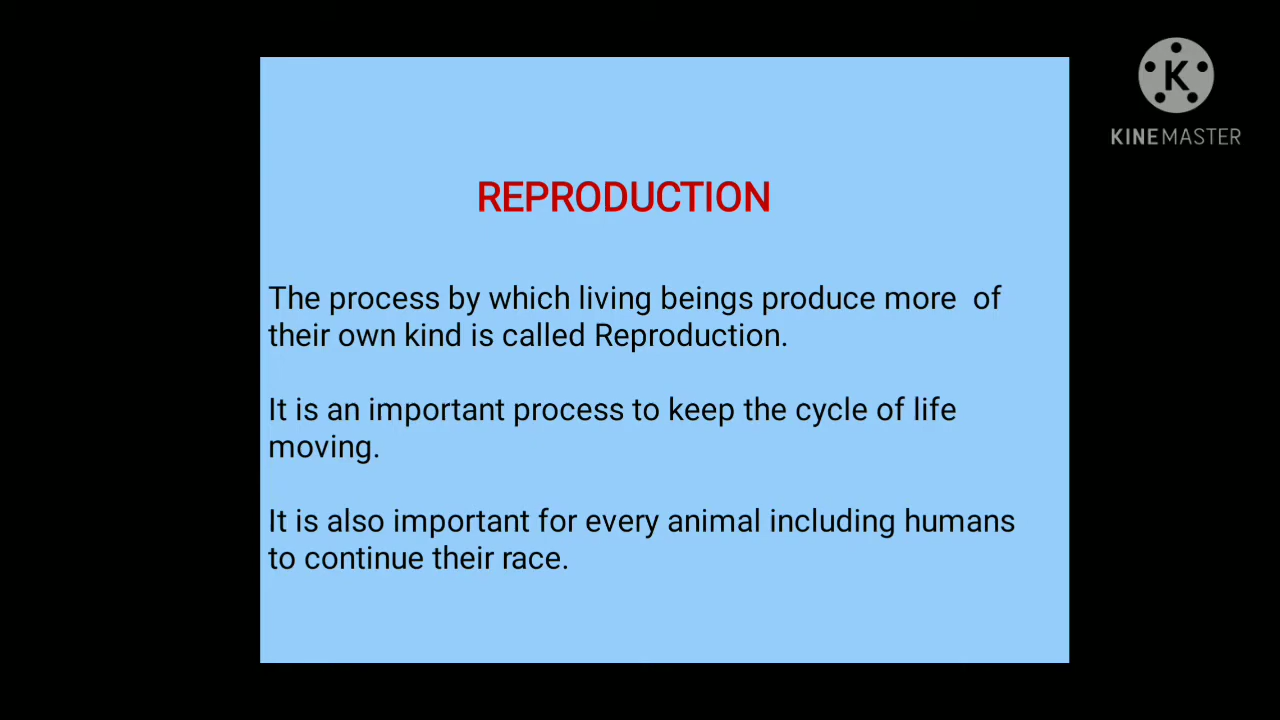 K
KINEMASTER
REPRODUCTION
The process by which living beings produce more of
their own kind is called Reproduction.
It is an important process to keep the cycle of life
moving.
It is also important for every animal including humans
to continue their race.